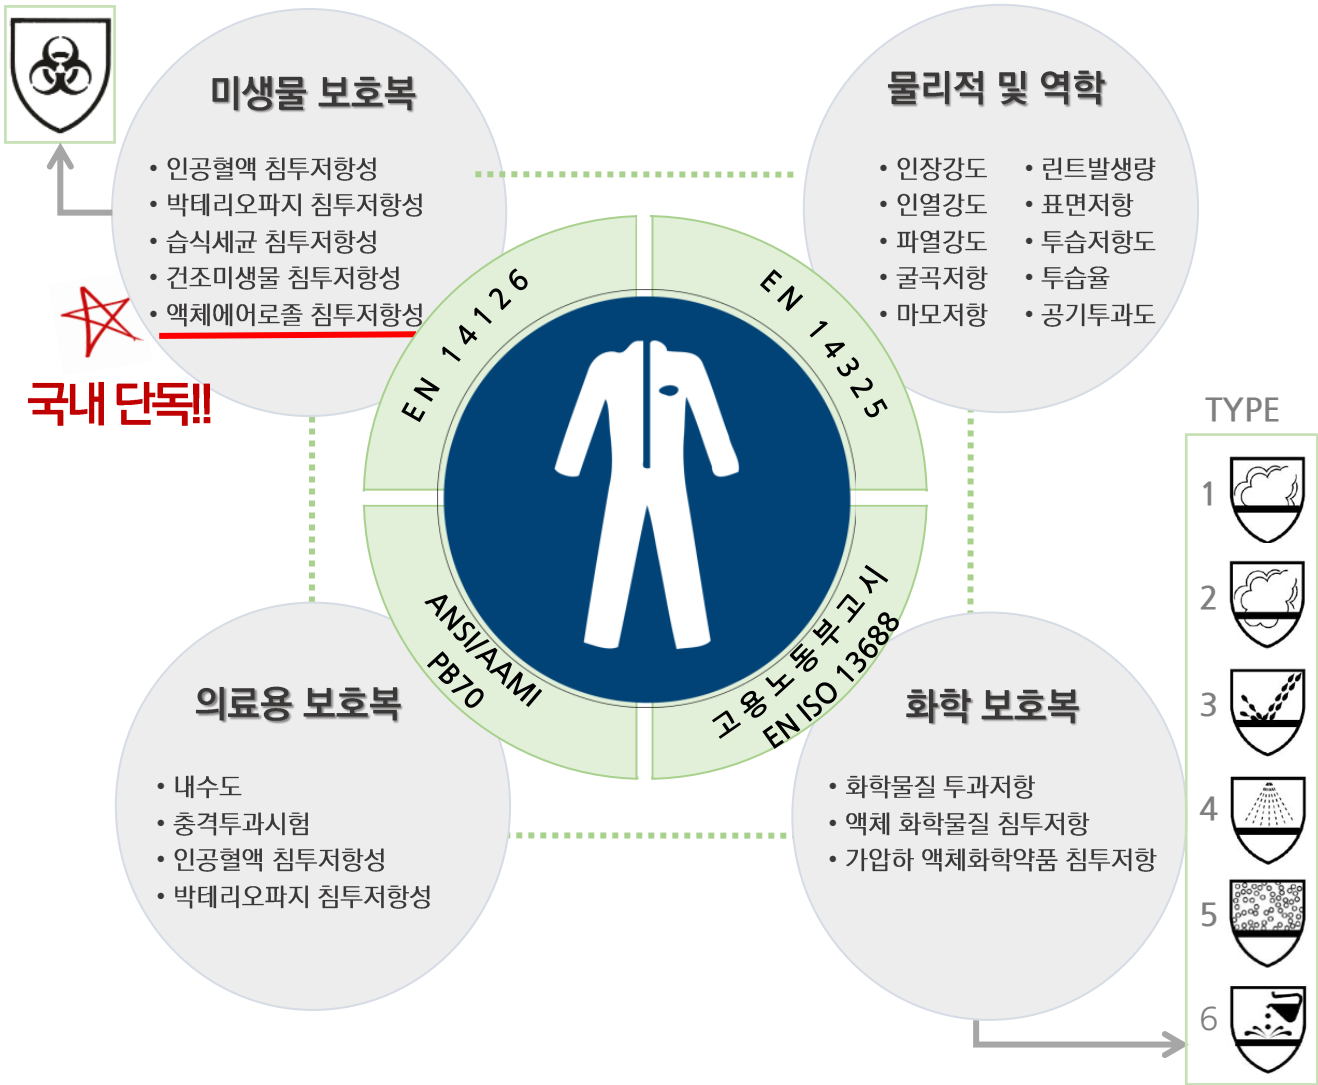 미생물 보호복
• 인공혈액 침투저항성
• 박테리오파지 침투저항성
• 습식세균 침투저항성
• 건조미생물 침투저항성
• 액체에어로졸 침투저항성
국내 단독!!
물리적 및 역학
• 인장강도
• 인열강도
• 파열강도
• 굴곡저항
• 마모저항
• 린트발생량
• 표면저항
• 투습저항도
• 투습율
• 공기투과도
EN 14126
EN 14325
ANSI/AAMI
PB70
고용노동부고시
EN ISO 13688
의료용 보호복
• 내수도
• 충격투과시험
• 인공혈액 침투저항성
• 박테리오파지 침투저항성
화학 보호복
• 화학물질 투과저항
• 액체 화학물질 침투저항
• 가압하 액체화학약품 침투저항
TYPE
1
2
3
4
5
6